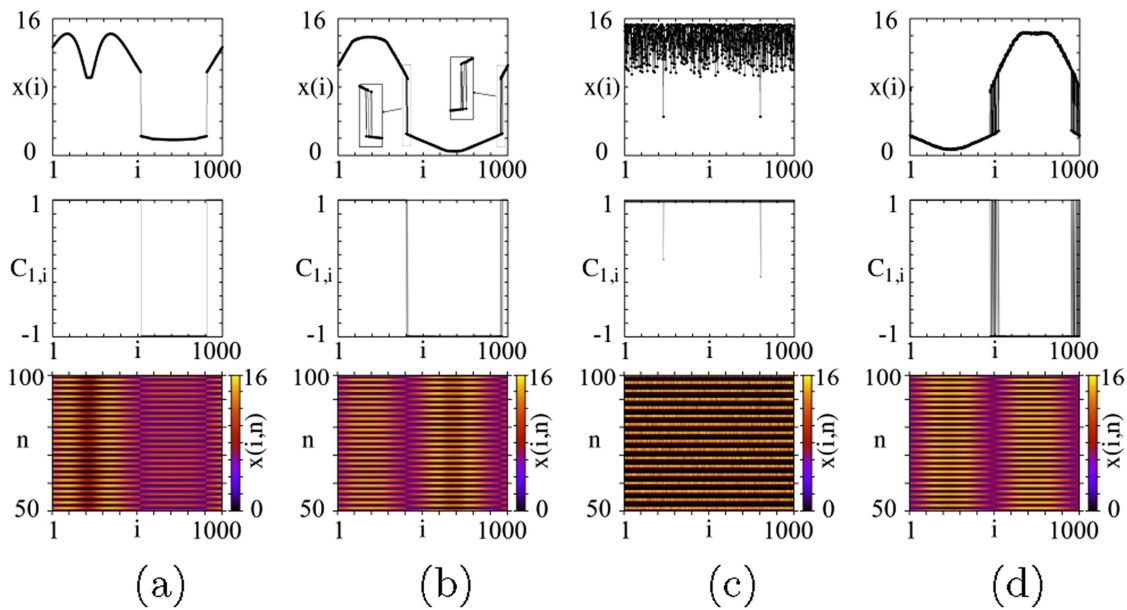 16 16 16 16
x(i) x(i) x(i) x(i)
0 0 0 0
1 i 1000 1 i 1000 1 i 1000 1 i 1000
1 1 1 1
C1,i C1,i C1,i C1,i
-1 -1 -1 -1
1 i 1000 1 i 1000 1 i 1000 1 i 1000
100 16 100 16 100 16 100 16
n x(i,n) n x(i,n) n x(i,n) n x(i,n)
50 0 50 0 50 0 50 0
1 i 1000 1 i 1000 1 i 1000 1 i 1000
(a) (b) (c) (d)